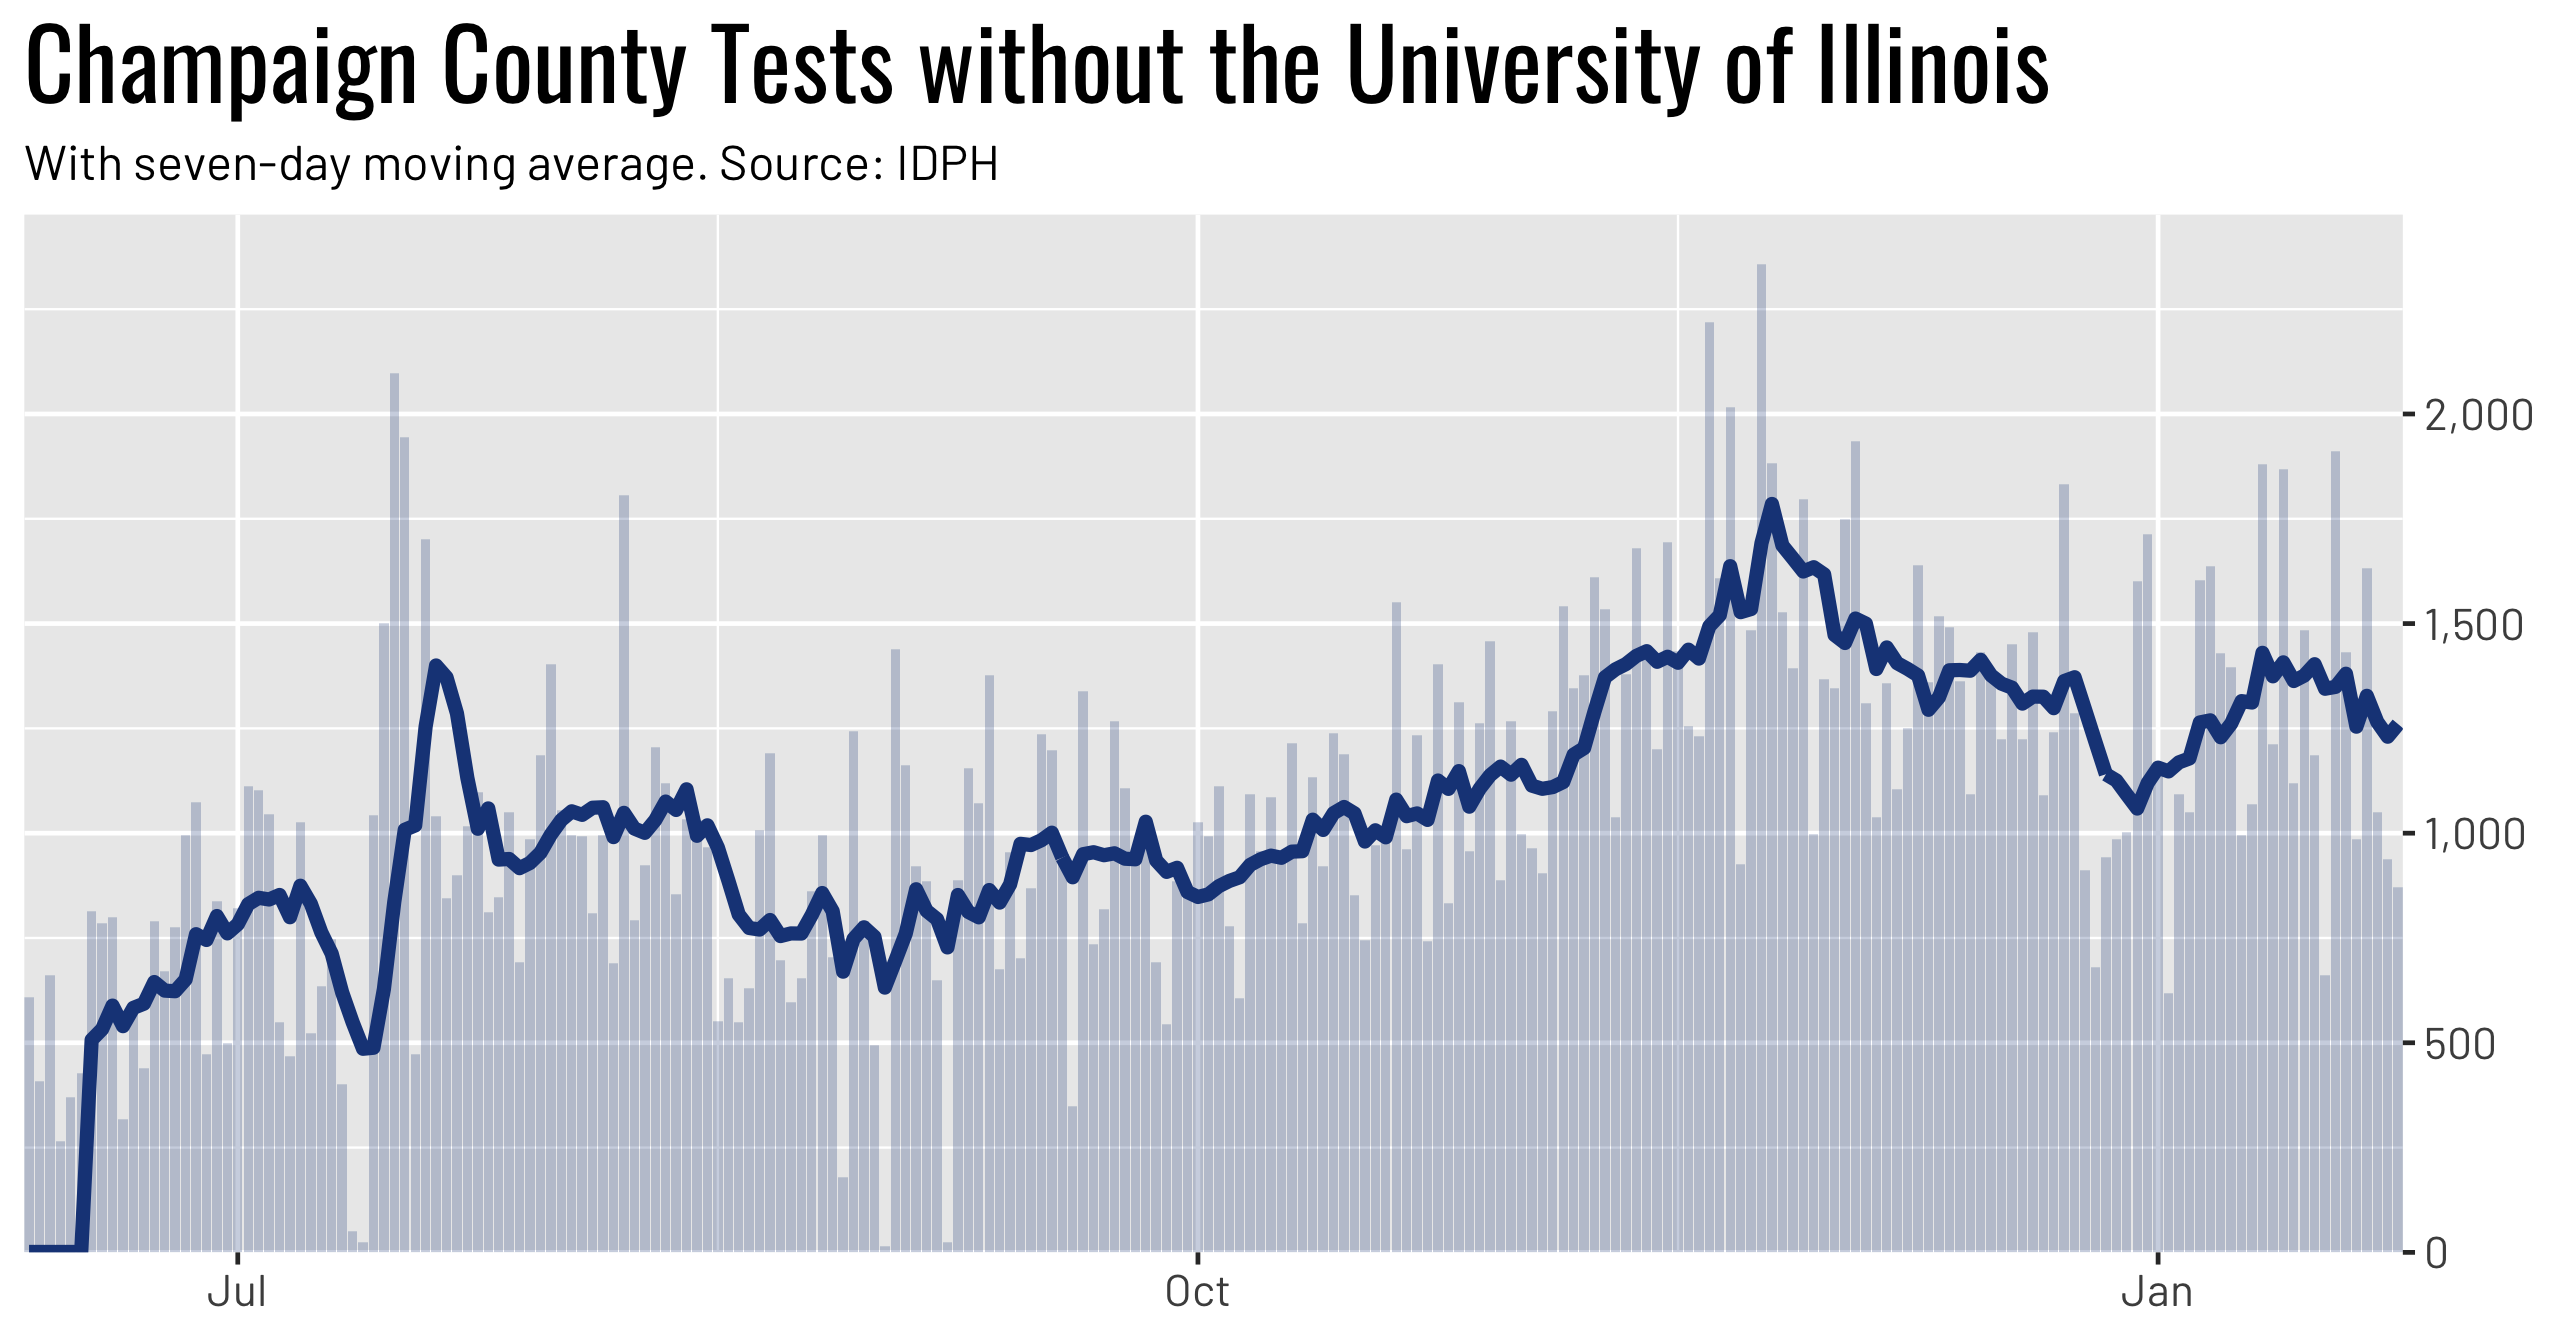 Champaign County Tests without the University of Illinois
With seven-day moving average. Source: IDPH
2,000
1,500
1,000
500
0
Jul
Oct
Jan